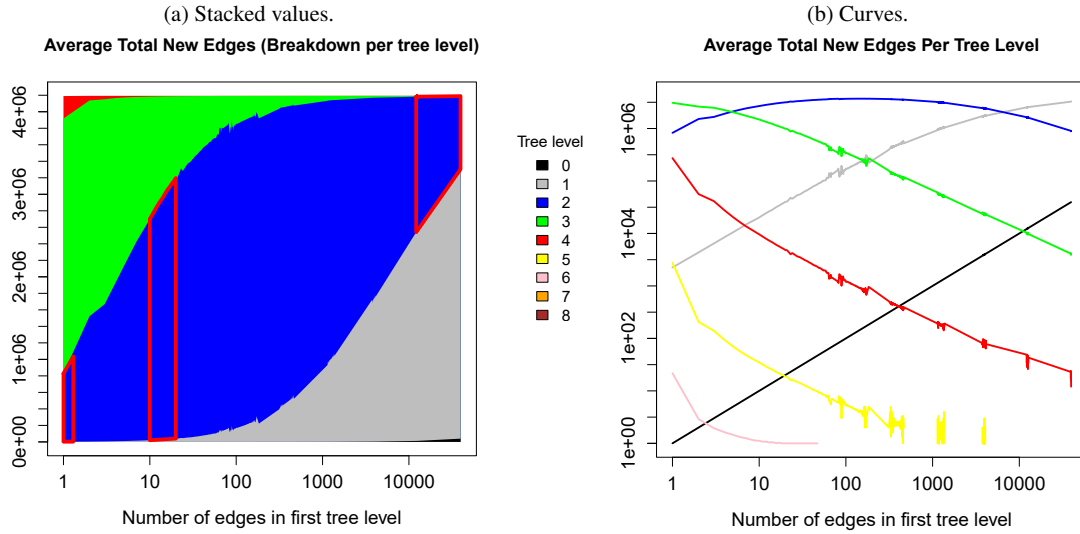 (a) Stacked values.
Average Total New Edges (Breakdown per tree level)
0e+00
1e+06
2e+06
3e+06
4e+06
1
10
100
1000
10000
Number of edges in first tree level
Tree level
0
1
2
3
4
5
6
7
8
(b) Curves.
Average Total New Edges Per Tree Level
1e+00
1e+02
1e+04
1e+06
1
10
100
1000
10000
Number of edges in first tree level